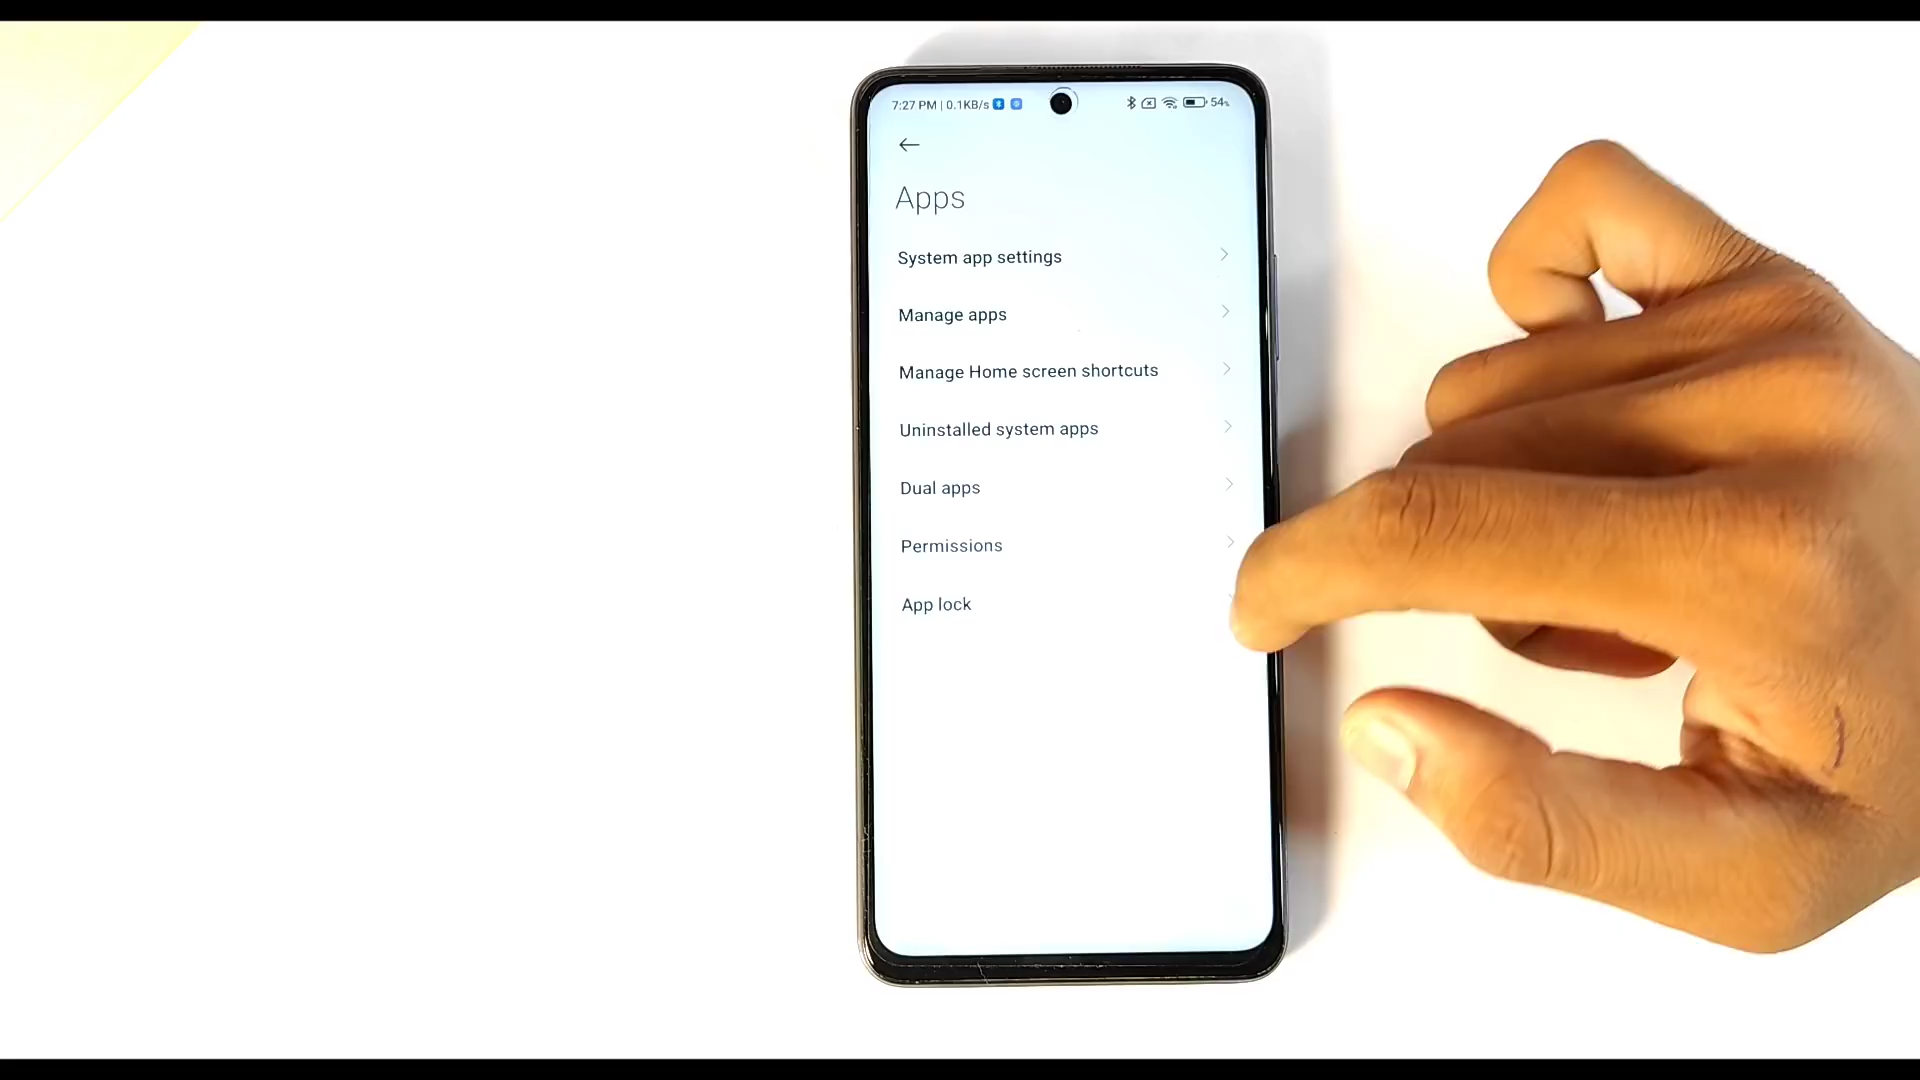 7:27 PM | 0.1KB/s 54%
Apps
System app settings
Manage apps
Manage Home screen shortcuts
Uninstalled system apps
Dual apps
Permissions
App lock